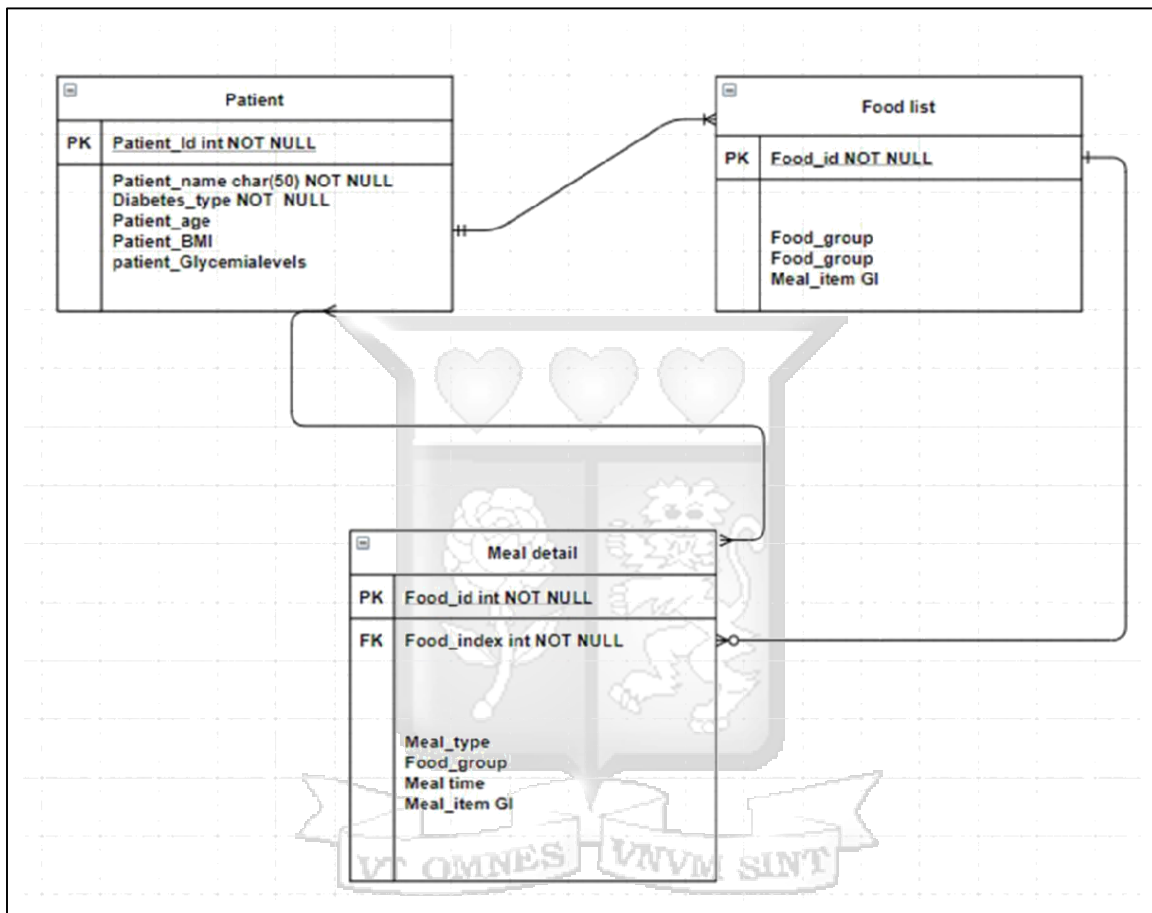 Patient
PK Patient_Id int NOT NULL
Patient_name char(50) NOT NULL
Diabetes_type NOT NULL
Patient_age
Patient_BMI
patient_Glycemialevels
Food list
PK Food_id NOT NULL
Food_group
Food_group
Meal_item GI
Meal detail
PK Food_id int NOT NULL
FK Food_index int NOT NULL
Meal_type
Food_group
Meal time
Meal_item GI
VT OMNES VNVM SINT